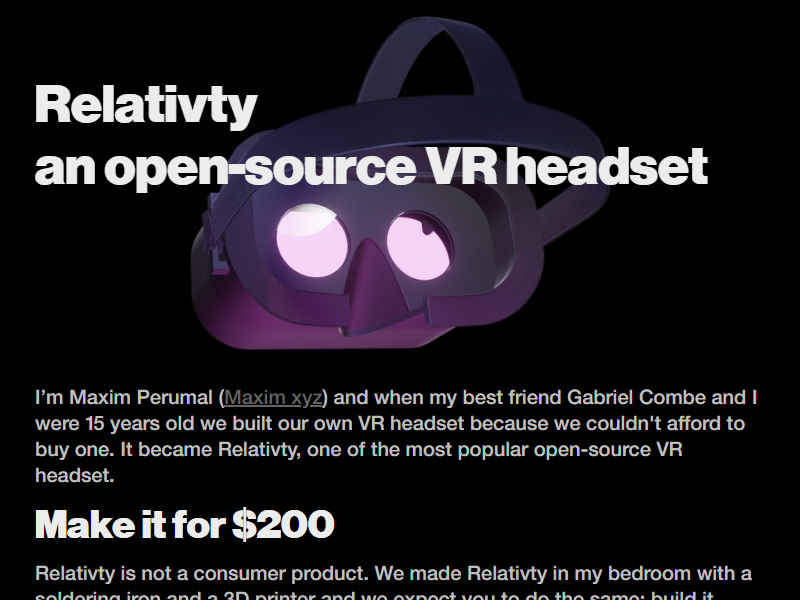 Relativty
an open-source VR headset
I’m Maxim Perumal (Maxim xyz) and when my best friend Gabriel Combe and I
were 15 years old we built our own VR headset because we couldn't afford to
buy one. It became Relativty, one of the most popular open-source VR
headset.
Make it for $200
Relativty is not a consumer product. We made Relativty in my bedroom with a
soldering iron and a 3D printer and we expect you to do the same: build it